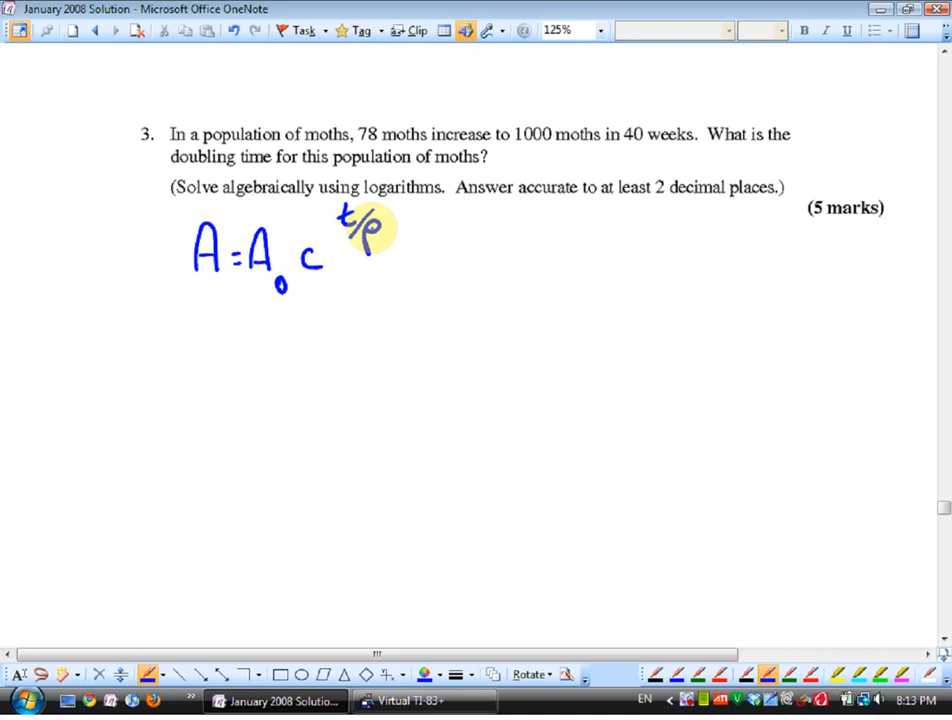 January 2008 Solution - Microsoft Office OneNote
Task Tag Clip 125% B I U
3. In a population of moths, 78 moths increase to 1000 moths in 40 weeks. What is the
doubling time for this population of moths?
(Solve algebraically using logarithms. Answer accurate to at least 2 decimal places.)
(5 marks)
A = A₀ c^(t/p)
Rotate
January 2008 Solutio... Virtual TI-83+ EN 8:13 PM